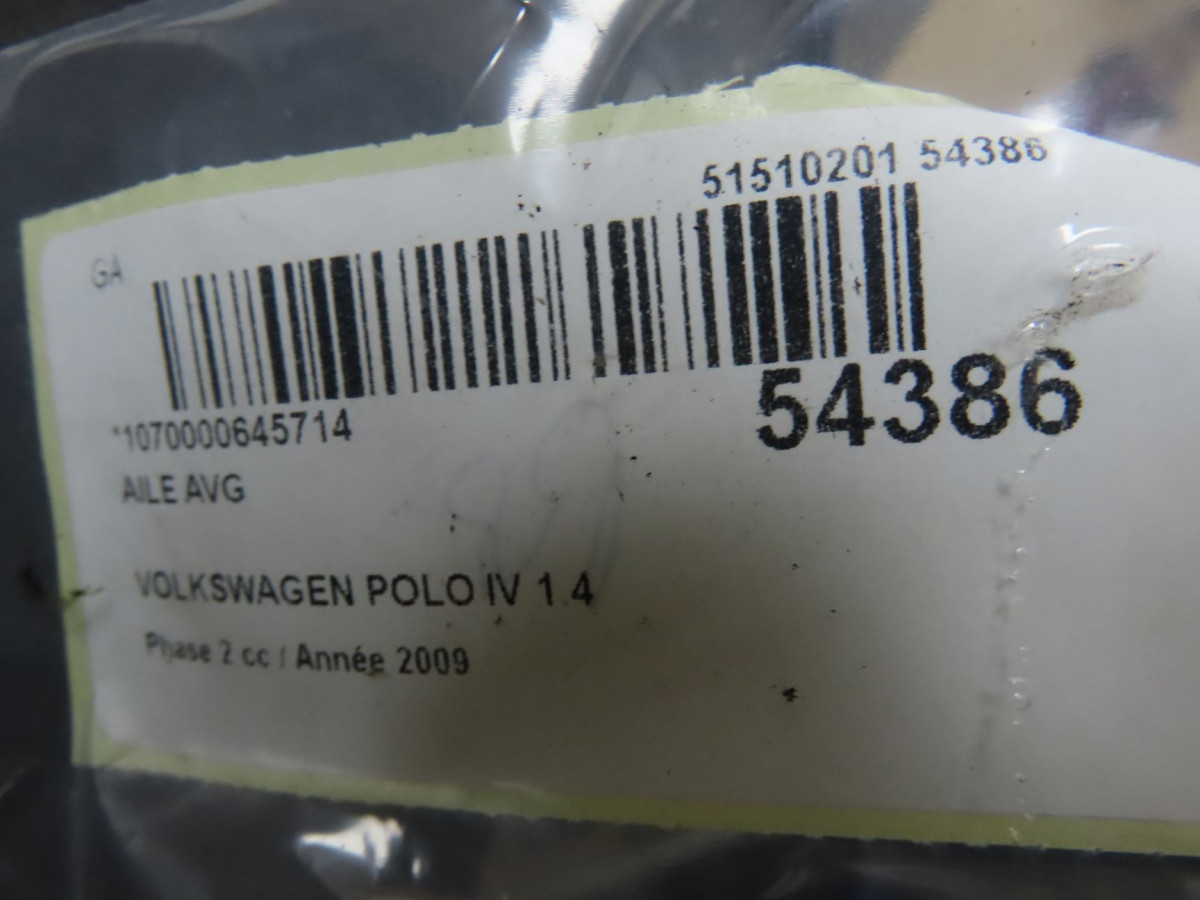 51510201 54386
GA
54386
*1070000645714
AILE AVG
VOLKSWAGEN POLO IV 1.4
Phase 2 cc / Année 2009